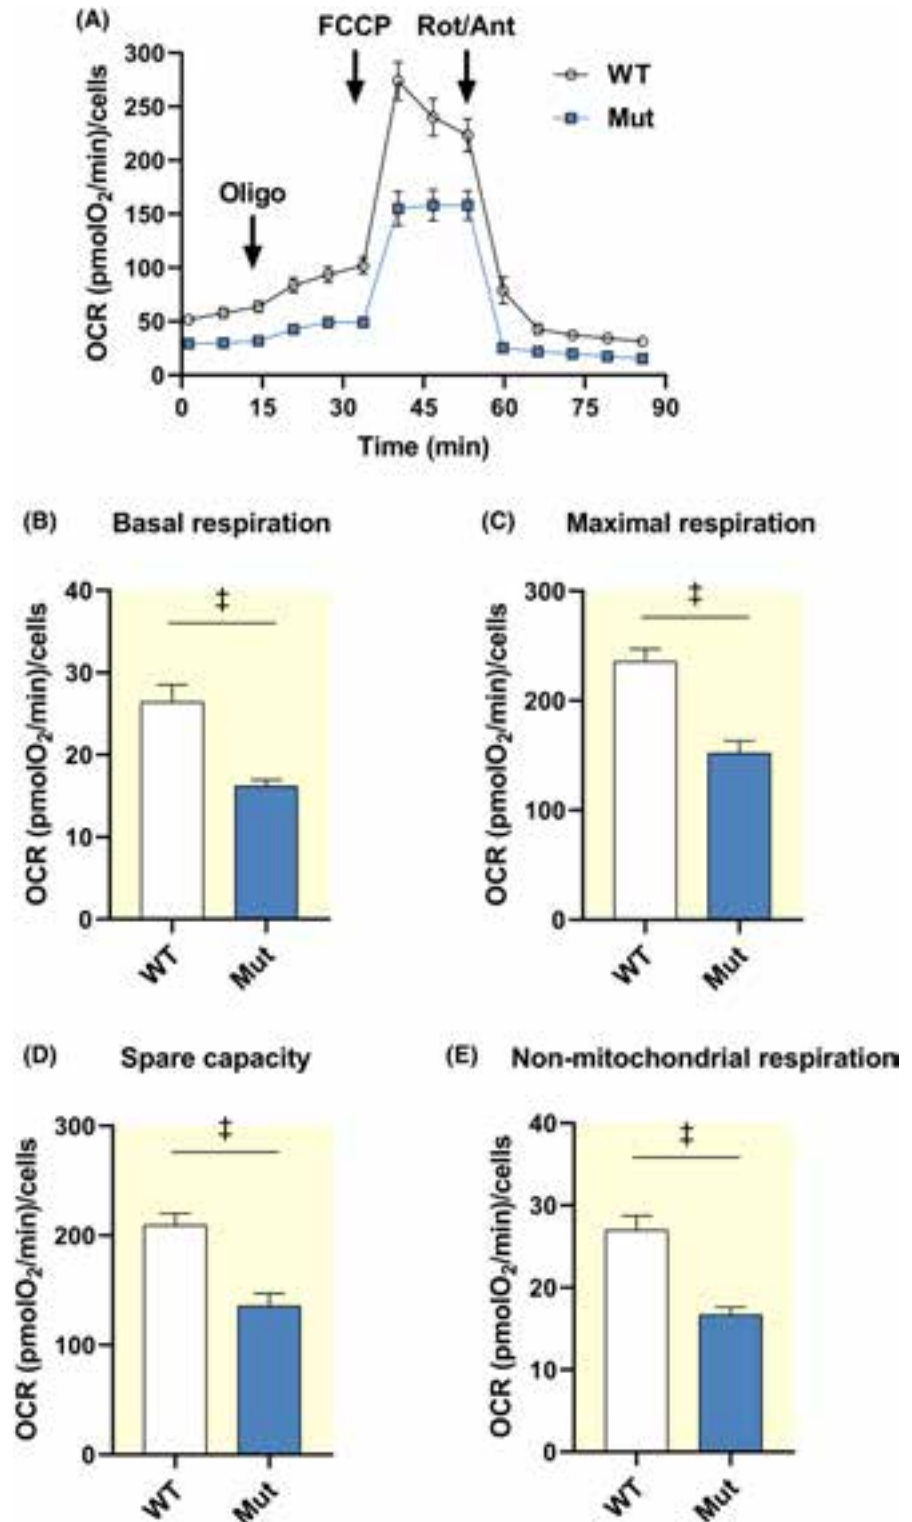 (A)
FCCP Rot/Ant
WT
Mut
Oligo
OCR (pmolO₂/min)/cells
300
250
200
150
100
50
0
0 15 30 45 60 75 90
Time (min)
(B) Basal respiration
‡
OCR (pmolO₂/min)/cells
40
30
20
10
0
WT Mut
(C) Maximal respiration
‡
OCR (pmolO₂/min)/cells
300
200
100
0
WT Mut
(D) Spare capacity
‡
OCR (pmolO₂/min)/cells
300
200
100
0
WT Mut
(E) Non-mitochondrial respiration
‡
OCR (pmolO₂/min)/cells
40
30
20
10
0
WT Mut